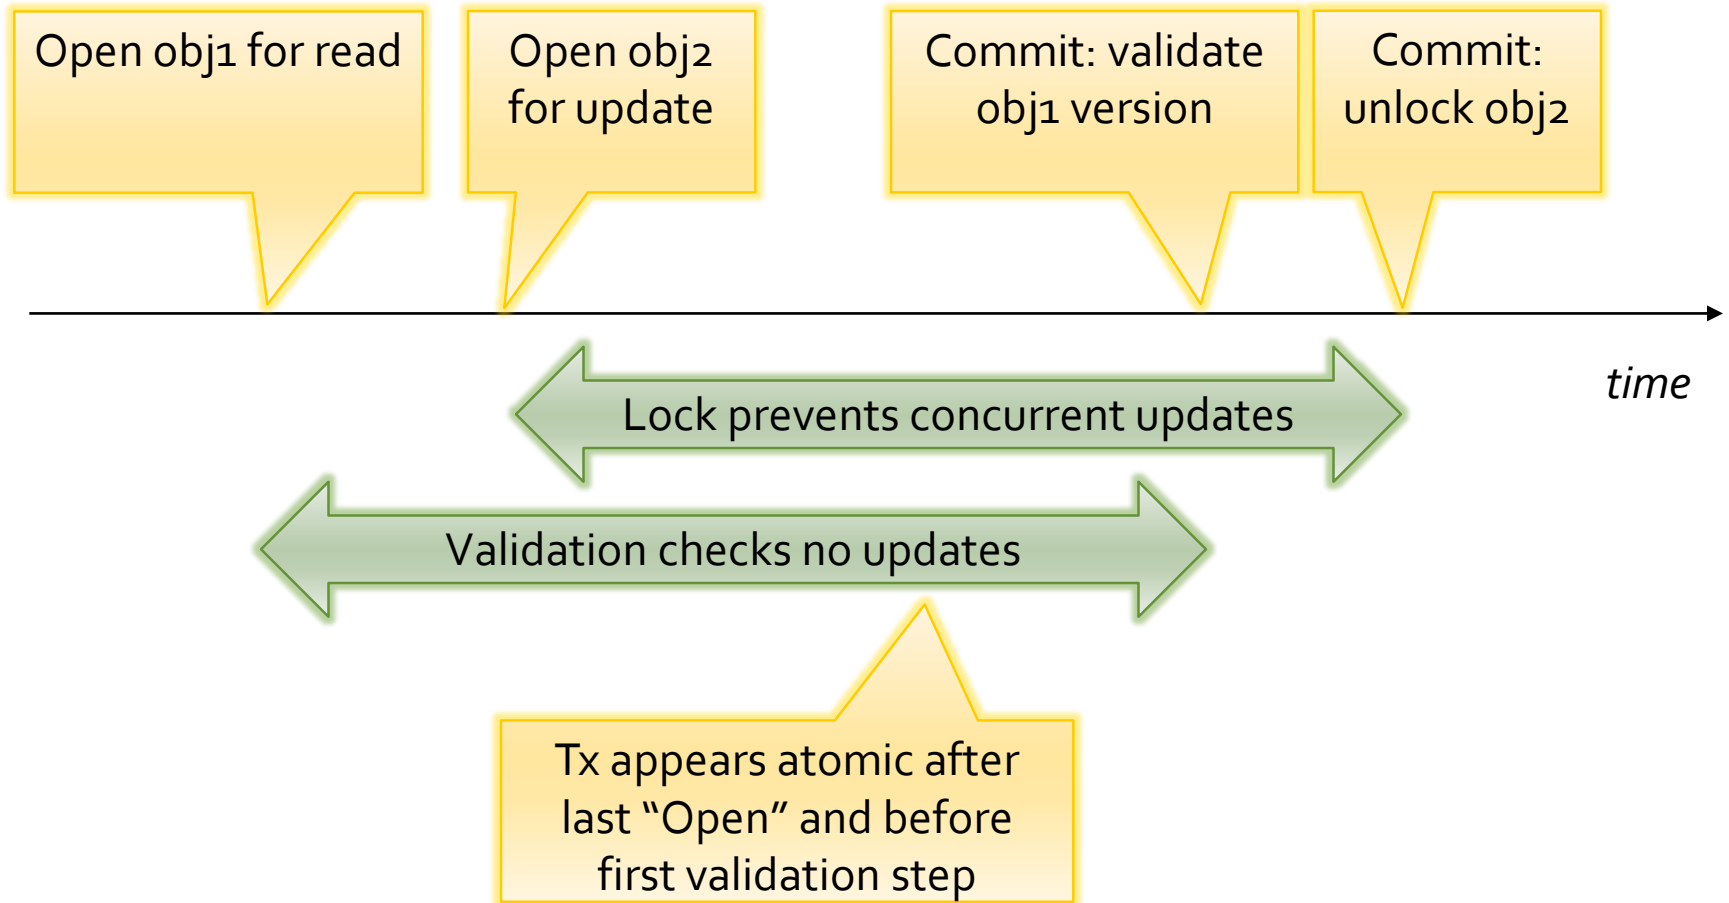 Open obj1 for read
Open obj2
for update
Commit: validate
obj1 version
Commit:
unlock obj2
time
Lock prevents concurrent updates
Validation checks no updates
Tx appears atomic after
last “Open” and before
first validation step